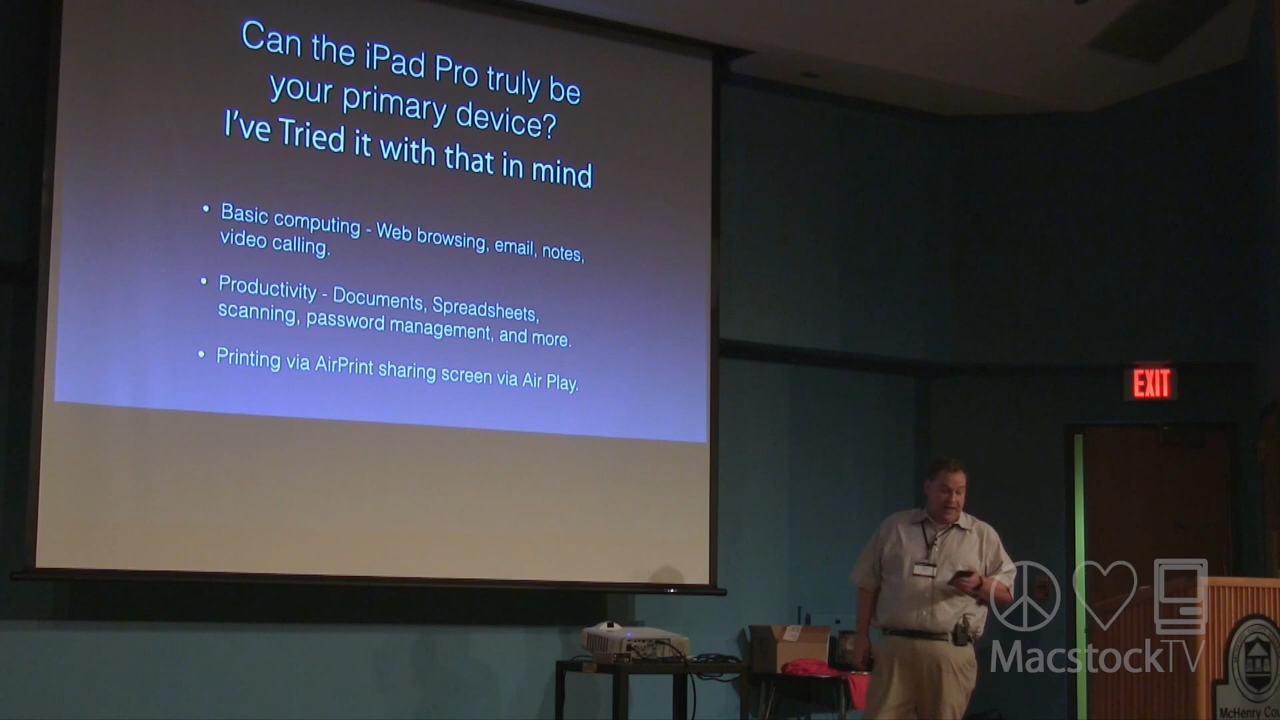 Can the iPad Pro truly be
your primary device?
I've Tried it with that in mind
• Basic computing - Web browsing, email, notes,
video calling.
• Productivity - Documents, Spreadsheets,
scanning, password management, and more.
• Printing via AirPrint sharing screen via Air Play.
EXIT
MacstockTV
McHenry Cou